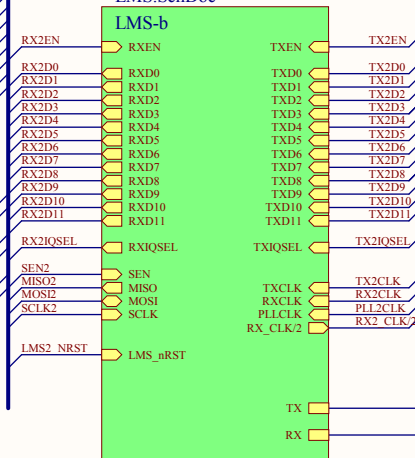 LMS.SchDoc
LMS-b
RX2EN RXEN TXEN TX2EN
RX2D0 RXD0 TXD0 TX2D0
RX2D1 RXD1 TXD1 TX2D1
RX2D2 RXD2 TXD2 TX2D2
RX2D3 RXD3 TXD3 TX2D3
RX2D4 RXD4 TXD4 TX2D4
RX2D5 RXD5 TXD5 TX2D5
RX2D6 RXD6 TXD6 TX2D6
RX2D7 RXD7 TXD7 TX2D7
RX2D8 RXD8 TXD8 TX2D8
RX2D9 RXD9 TXD9 TX2D9
RX2D10 RXD10 TXD10 TX2D10
RX2D11 RXD11 TXD11 TX2D11
RX2IQSEL RXIQSEL TXIQSEL TX2IQSEL
SEN2 SEN
MISO2 MISO TXCLK TX2CLK
MOSI2 MOSI RXCLK RX2CLK
SCLK2 SCLK PLLCLK PLL2CLK
RX_CLK/2 RX2_CLK/2
LMS2_NRST LMS_nRST
TX
RX